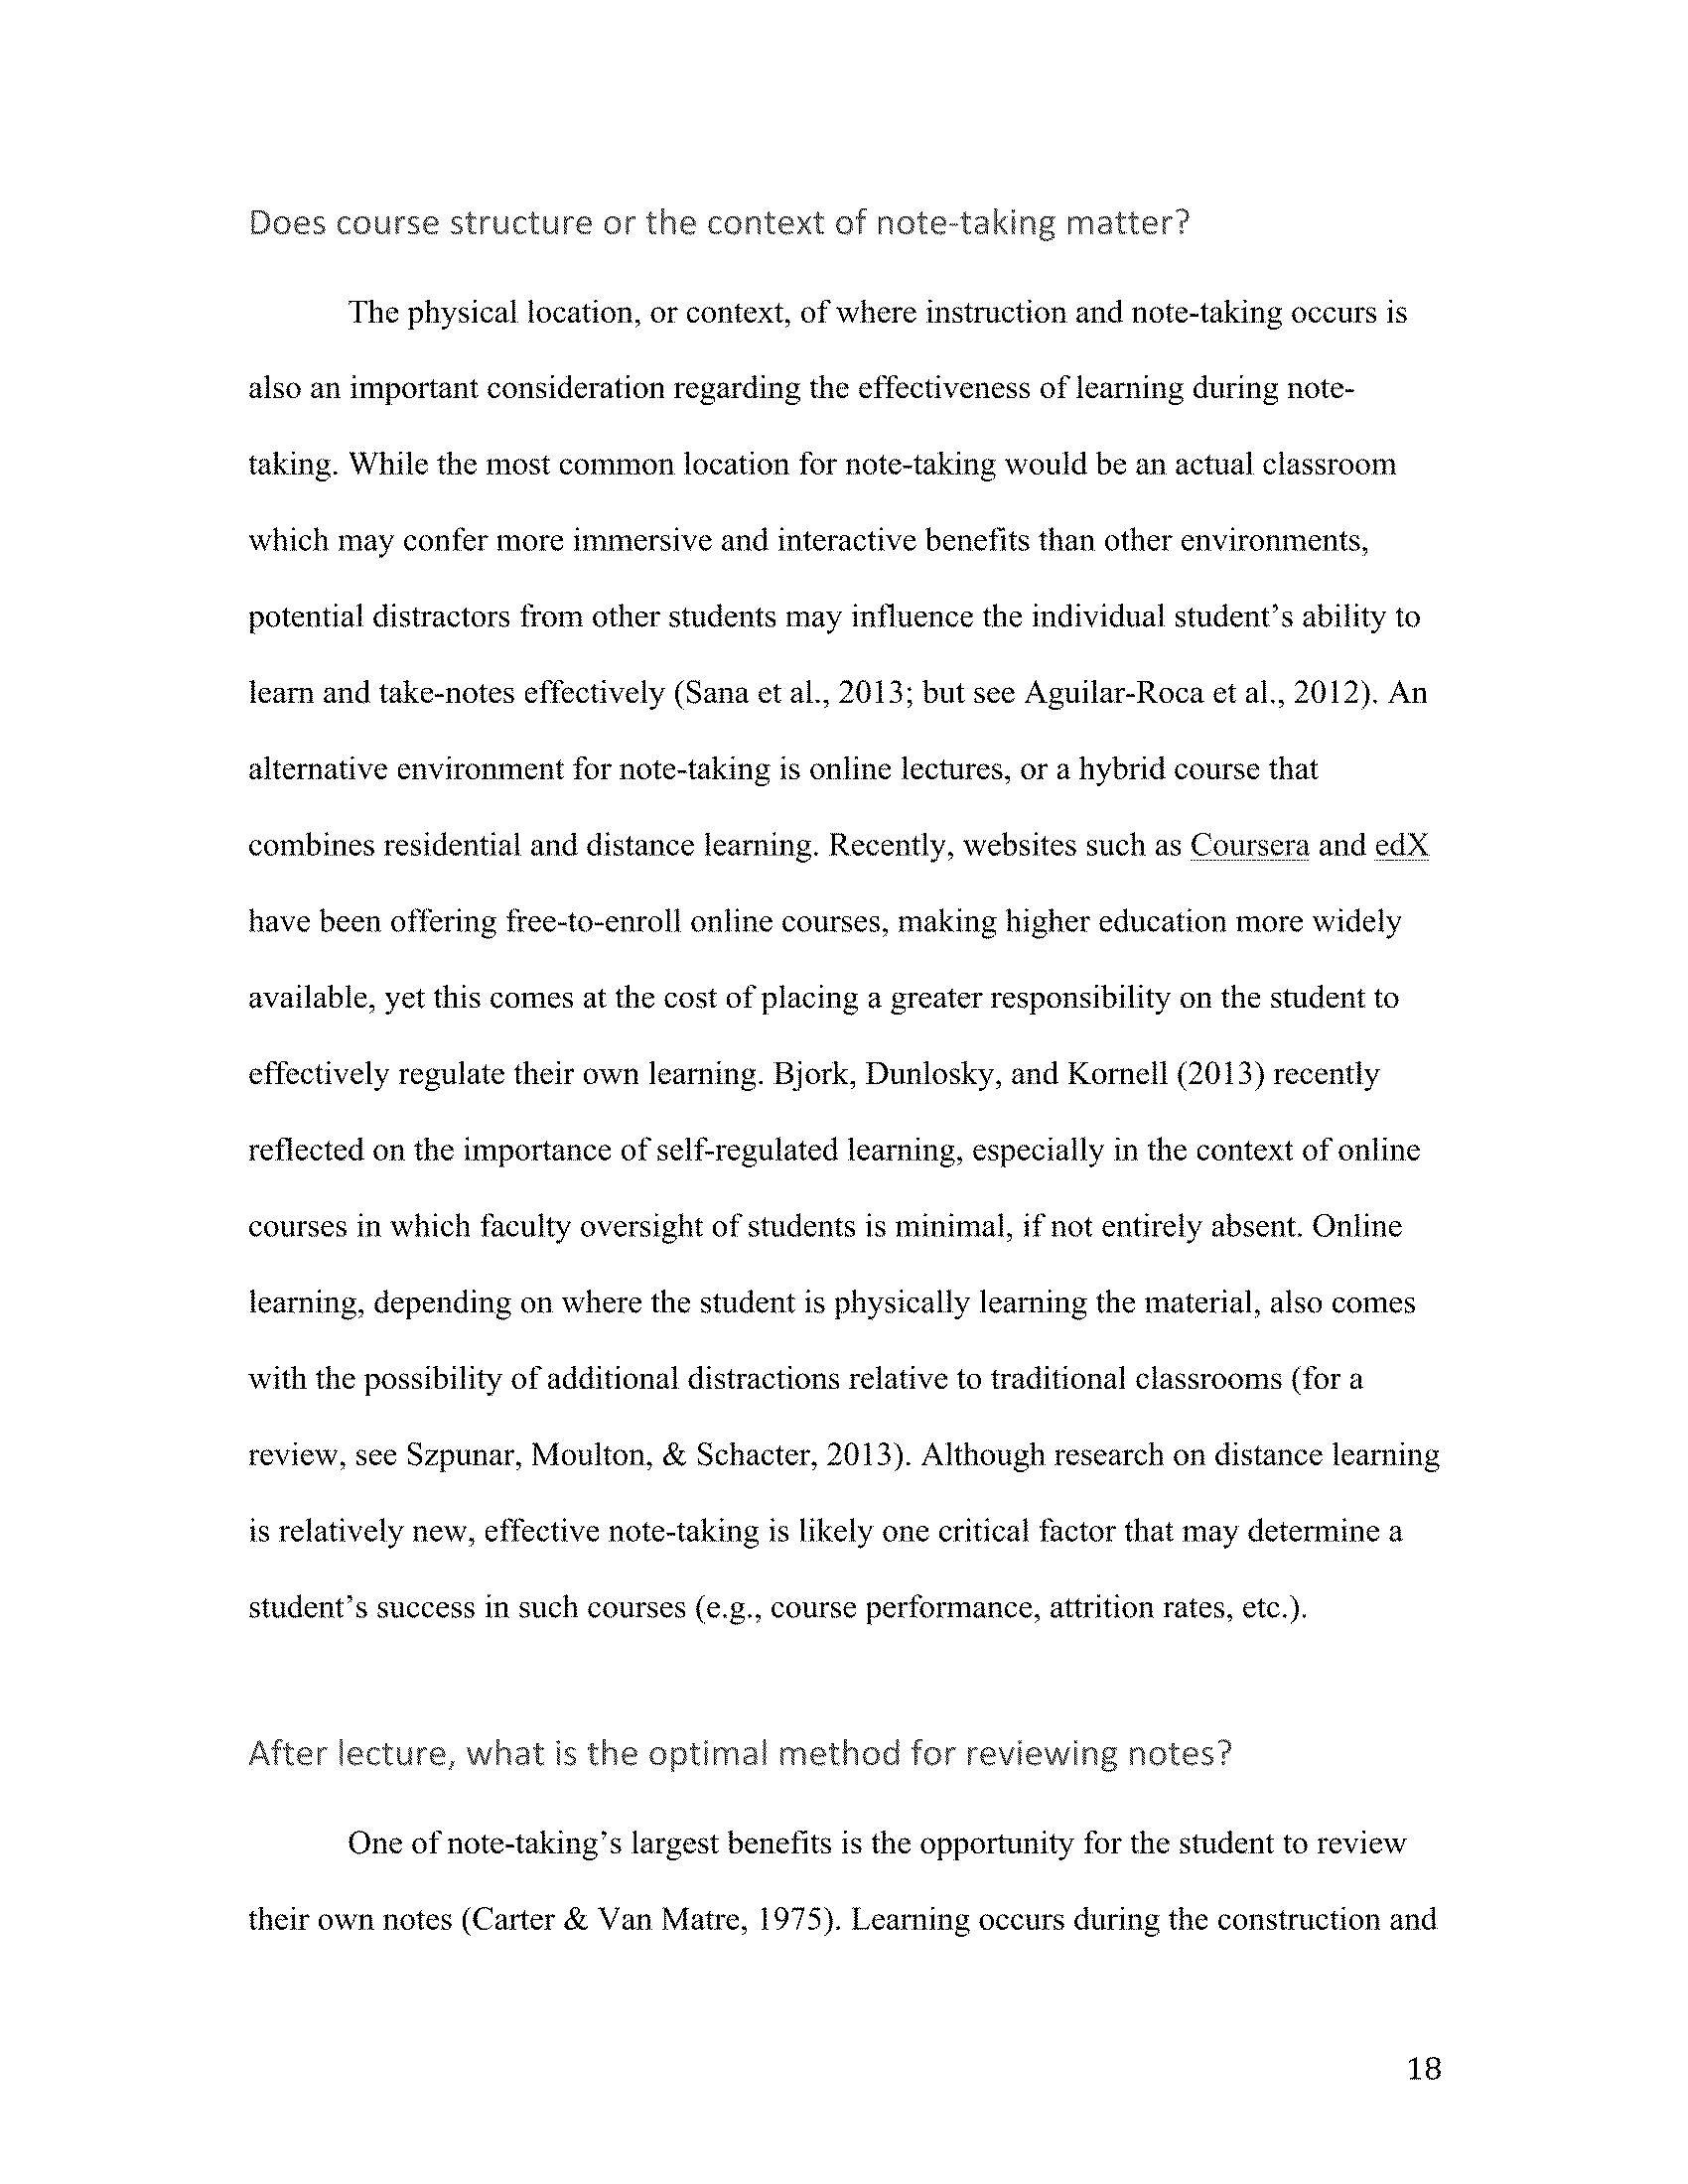 Does course structure or the context of note-taking matter?
The physical location, or context, of where instruction and note-taking occurs is
also an important consideration regarding the effectiveness of learning during note-
taking. While the most common location for note-taking would be an actual classroom
which may confer more immersive and interactive benefits than other environments,
potential distractors from other students may influence the individual student’s ability to
learn and take-notes effectively (Sana et al., 2013; but see Aguilar-Roca et al., 2012). An
alternative environment for note-taking is online lectures, or a hybrid course that
combines residential and distance learning. Recently, websites such as Coursera and edX
have been offering free-to-enroll online courses, making higher education more widely
available, yet this comes at the cost of placing a greater responsibility on the student to
effectively regulate their own learning. Bjork, Dunlosky, and Kornell (2013) recently
reflected on the importance of self-regulated learning, especially in the context of online
courses in which faculty oversight of students is minimal, if not entirely absent. Online
learning, depending on where the student is physically learning the material, also comes
with the possibility of additional distractions relative to traditional classrooms (for a
review, see Szpunar, Moulton, & Schacter, 2013). Although research on distance learning
is relatively new, effective note-taking is likely one critical factor that may determine a
student’s success in such courses (e.g., course performance, attrition rates, etc.).
After lecture, what is the optimal method for reviewing notes?
One of note-taking’s largest benefits is the opportunity for the student to review
their own notes (Carter & Van Matre, 1975). Learning occurs during the construction and
18